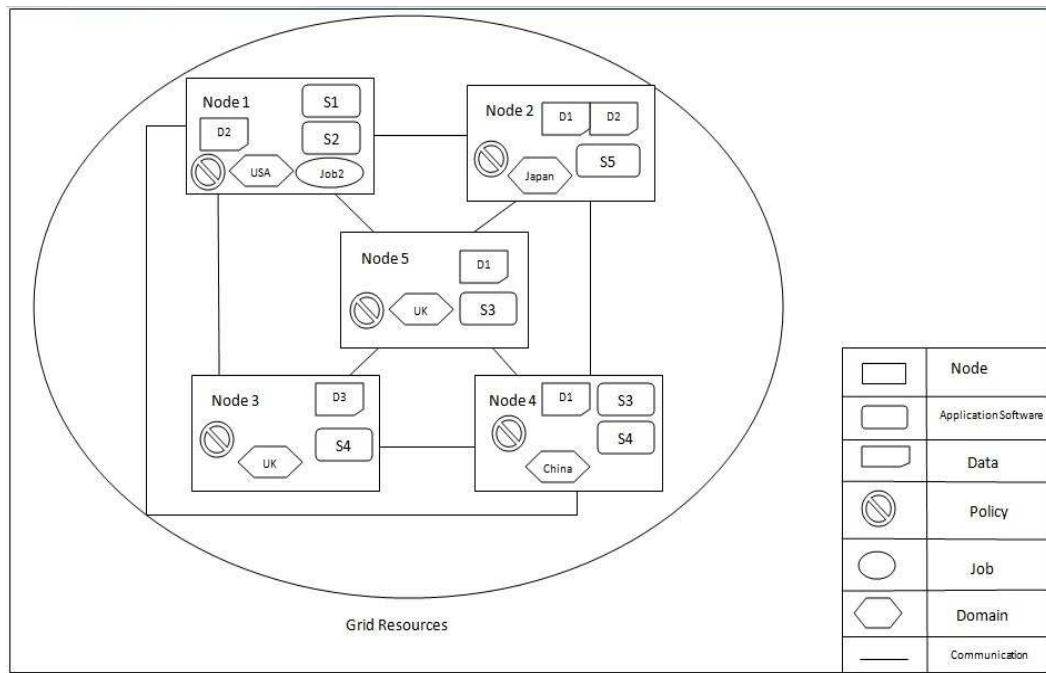 Node 1
S1
D2
S2
USA
Job2
Node 2
D1
D2
S5
Japan
Node 5
D1
UK
S3
Node 3
D3
S4
UK
Node 4
D1
S3
S4
China
Grid Resources
Node
Application Software
Data
Policy
Job
Domain
Communication